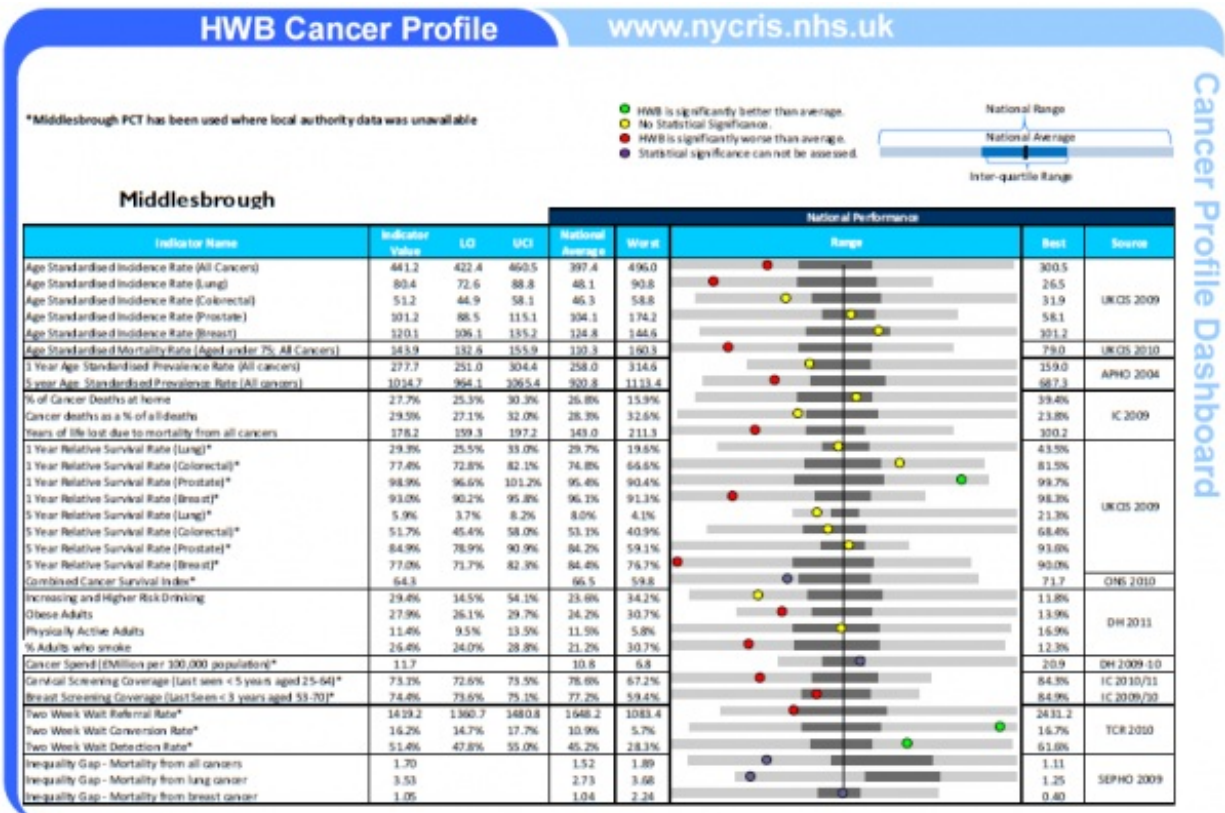 HWB Cancer Profile www.nycris.nhs.uk
Cancer Profile Dashboard
*Middlesbrough PCT has been used where local authority data was unavailable
HWB is significantly better than average.
No Statistical Significance.
HWB is significantly worse than average.
Statistical significance can not be assessed.
National Range
National Average
Inter-quartile Range
Middlesbrough
National Performance
Indicator Name Indicator Value LCI UCI National Average Worst Range Best Source
Age Standardised Incidence Rate (All Cancers) 441.2 422.4 460.5 397.4 496.0 300.5
Age Standardised Incidence Rate (Lung) 80.4 72.6 88.8 48.1 90.8 26.5
Age Standardised Incidence Rate (Colorectal) 51.2 44.9 58.1 46.3 58.8 31.9 UKCIS 2009
Age Standardised Incidence Rate (Prostate) 101.2 88.5 115.1 104.1 174.2 58.1
Age Standardised Incidence Rate (Breast) 120.1 106.1 135.2 124.8 144.6 101.2
Age Standardised Mortality Rate (Aged under 75; All Cancers) 143.9 132.6 155.9 110.3 160.3 79.0 UKCIS 2010
1 Year Age Standardised Prevalence Rate (All cancers) 277.7 251.0 304.4 258.0 314.6 159.0 APHO 2004
5 year Age Standardised Prevalence Rate (All cancers) 1014.7 964.1 1065.4 920.8 1113.4 687.3
% of Cancer Deaths at home 27.7% 25.3% 30.3% 26.8% 15.9% 39.4%
Cancer deaths as a % of all deaths 29.5% 27.1% 32.0% 28.3% 32.6% 23.8% IC 2009
Years of life lost due to mortality from all cancers 178.2 159.3 197.2 143.0 211.3 100.2
1 Year Relative Survival Rate (Lung)* 29.3% 25.5% 33.0% 29.7% 19.6% 43.5%
1 Year Relative Survival Rate (Colorectal)* 77.4% 72.8% 82.1% 74.8% 66.6% 81.5%
1 Year Relative Survival Rate (Prostate)* 98.9% 96.6% 101.2% 95.4% 90.4% 99.7%
1 Year Relative Survival Rate (Breast)* 93.0% 90.2% 95.8% 96.1% 91.3% 98.3%
5 Year Relative Survival Rate (Lung)* 5.9% 3.7% 8.2% 8.0% 4.1% 21.3% UKCIS 2009
5 Year Relative Survival Rate (Colorectal)* 51.7% 45.4% 58.0% 53.1% 40.9% 68.4%
5 Year Relative Survival Rate (Prostate)* 84.9% 78.9% 90.9% 84.2% 59.1% 93.6%
5 Year Relative Survival Rate (Breast)* 77.0% 71.7% 82.3% 84.4% 76.7% 90.0%
Combined Cancer Survival Index* 64.3 66.5 59.8 71.7 ONS 2010
Increasing and Higher Risk Drinking 29.4% 14.5% 54.1% 23.6% 34.2% 11.8%
Obese Adults 27.9% 26.1% 29.7% 24.2% 30.7% 13.9% DH 2011
Physically Active Adults 11.4% 9.5% 13.5% 11.5% 5.8% 16.9%
% Adults who smoke 26.4% 24.0% 28.8% 21.2% 30.7% 12.3%
Cancer Spend (£Million per 100,000 population)* 11.7 10.8 6.8 20.9 DH 2009-10
Cervical Screening Coverage (Last seen < 5 years aged 25-64)* 73.1% 72.6% 73.5% 78.6% 67.2% 84.3% IC 2010/11
Breast Screening Coverage (Last Seen < 3 years aged 53-70)* 74.4% 73.6% 75.1% 77.2% 59.4% 84.9% IC 2009/10
Two Week Wait Referral Rate* 1419.2 1360.7 1480.8 1648.2 1083.4 2431.2
Two Week Wait Conversion Rate* 16.2% 14.7% 17.7% 10.9% 5.7% 16.7% TCR 2010
Two Week Wait Detection Rate* 51.4% 47.8% 55.0% 45.2% 28.3% 61.6%
Inequality Gap - Mortality from all cancers 1.70 1.52 1.89 1.11
Inequality Gap - Mortality from lung cancer 3.53 2.73 3.68 1.25 SEPHO 2009
Inequality Gap - Mortality from breast cancer 1.05 1.04 2.24 0.40